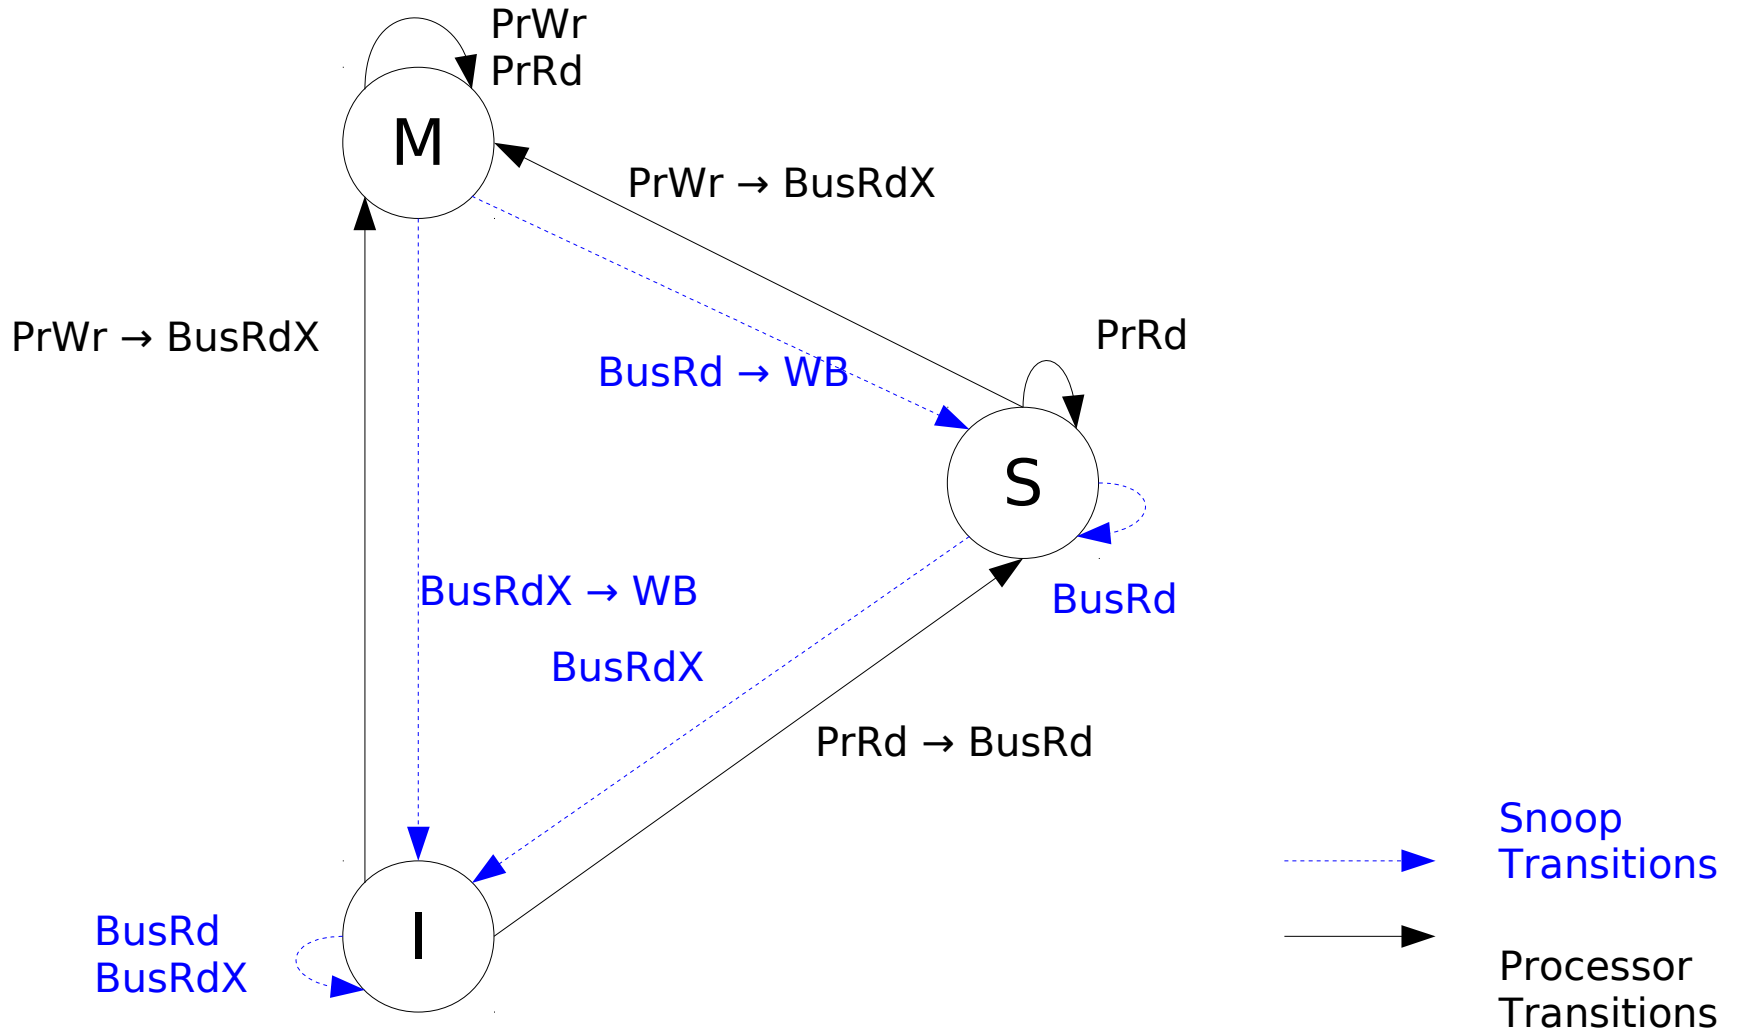 PrWr
PrRd
M
PrWr → BusRdX
PrWr → BusRdX
PrRd
BusRd → WB
S
BusRdX → WB
BusRd
BusRdX
PrRd → BusRd
Snoop
Transitions
I
BusRd
BusRdX
Processor
Transitions